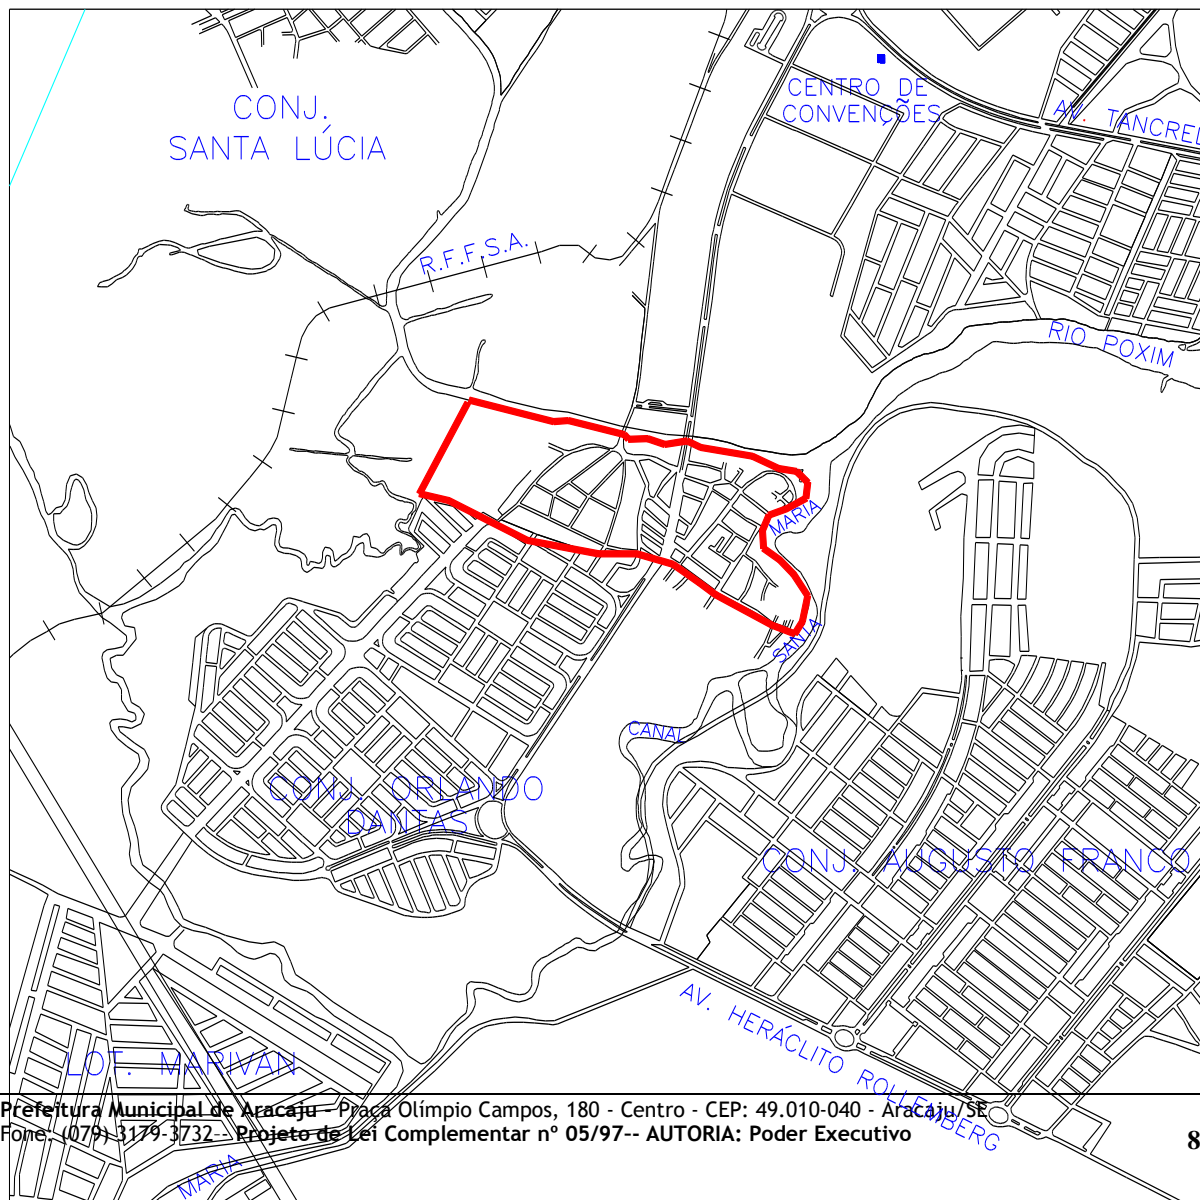 CENTRO DE
CONVENÇÕES
CONJ.
SANTA LÚCIA
AV. TANCRED
R.F.F.S.A.
RIO POXIM
MARIA
SANTA
CANAL
CONJ. ORLANDO
DANTAS
CONJ. AUGUSTO FRANCO
AV. HERÁCLITO ROLLEMBERG
LOT. MARIVAN
Prefeitura Municipal de Aracaju - Praça Olímpio Campos, 180 - Centro - CEP: 49.010-040 - Aracaju/SE
Fone: (079) 3179-3732-- Projeto de Lei Complementar nº 05/97-- AUTORIA: Poder Executivo
8
MARIA